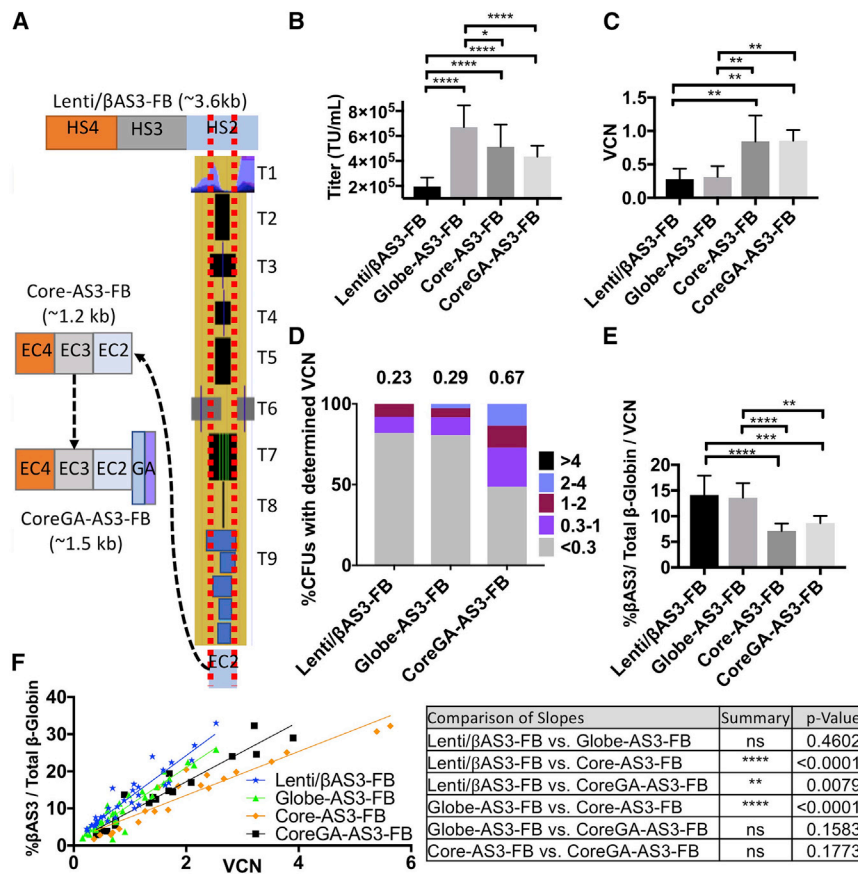 A
Lenti/βAS3-FB (~3.6kb)
HS4
HS3
HS2
T1
T2
T3
T4
T5
T6
T7
T8
T9
Core-AS3-FB
(~1.2 kb)
EC4
EC3
EC2
EC4
EC3
EC2
GA
CoreGA-AS3-FB
(~1.5 kb)
EC2
B
****
*
****
****
****
Titer (TU/mL)
8×10⁵
6×10⁵
4×10⁵
2×10⁵
Lenti/βAS3-FB
Globe-AS3-FB
Core-AS3-FB
CoreGA-AS3-FB
C
**
**
**
**
VCN
1.5
1.0
0.5
0.0
Lenti/βAS3-FB
Globe-AS3-FB
Core-AS3-FB
CoreGA-AS3-FB
D
0.23
0.29
0.67
%CFUs with determined VCN
100
50
0
>4
2-4
1-2
0.3-1
<0.3
Lenti/βAS3-FB
Globe-AS3-FB
CoreGA-AS3-FB
E
**
****
***
****
%βAS3/ Total β-Globin / VCN
20
15
10
5
0
Lenti/βAS3-FB
Globe-AS3-FB
Core-AS3-FB
CoreGA-AS3-FB
F
%βAS3 / Total β-Globin
40
30
20
10
0
0
2
4
6
VCN
Lenti/βAS3-FB
Globe-AS3-FB
Core-AS3-FB
CoreGA-AS3-FB
Comparison of Slopes Summary p-Value
Lenti/βAS3-FB vs. Globe-AS3-FB ns 0.4602
Lenti/βAS3-FB vs. Core-AS3-FB **** <0.0001
Lenti/βAS3-FB vs. CoreGA-AS3-FB ** 0.0079
Globe-AS3-FB vs. Core-AS3-FB **** <0.0001
Globe-AS3-FB vs. CoreGA-AS3-FB ns 0.1583
Core-AS3-FB vs. CoreGA-AS3-FB ns 0.1773